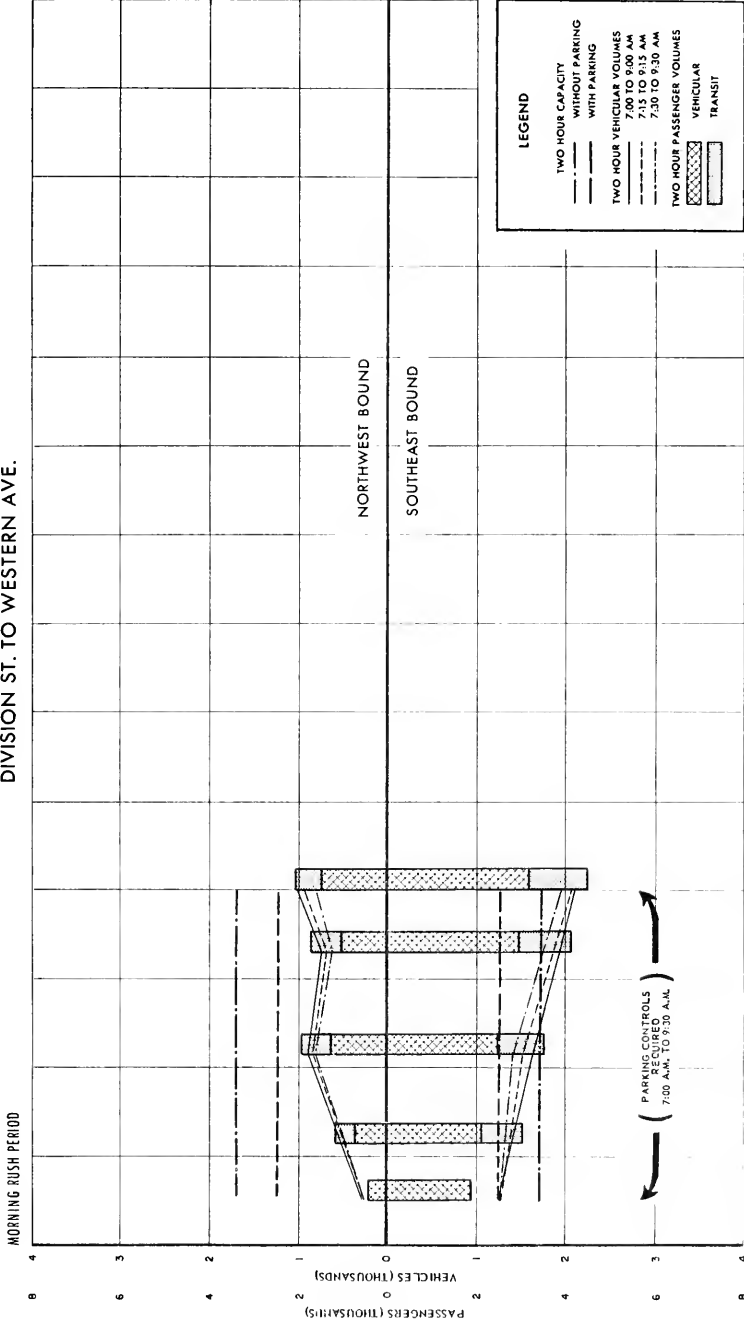 DIVISION ST. TO WESTERN AVE.
MORNING RUSH PERIOD
8 4
6 3
4 2
2 1
0 0
2 1
4 2
6 3
8 4
PASSENGERS (THOUSANDS)
VEHICLES (THOUSANDS)
NORTHWEST BOUND
SOUTHEAST BOUND
PARKING CONTROLS
REQUIRED
7:00 A.M. TO 9:30 A.M.
LEGEND
TWO HOUR CAPACITY
WITHOUT PARKING
WITH PARKING
TWO HOUR VEHICULAR VOLUMES
7:00 TO 9:00 AM
7:15 TO 9:15 AM
7:30 TO 9:30 AM
TWO HOUR PASSENGER VOLUMES
VEHICULAR
TRANSIT